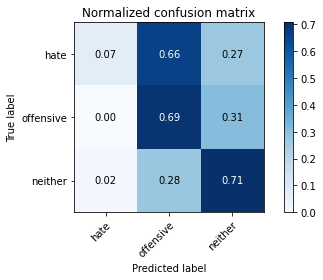 Normalized confusion matrix
True label
hate
0.07 0.66 0.27
offensive
0.00 0.69 0.31
neither
0.02 0.28 0.71
hate
offensive
neither
Predicted label
0.7
0.6
0.5
0.4
0.3
0.2
0.1
0.0